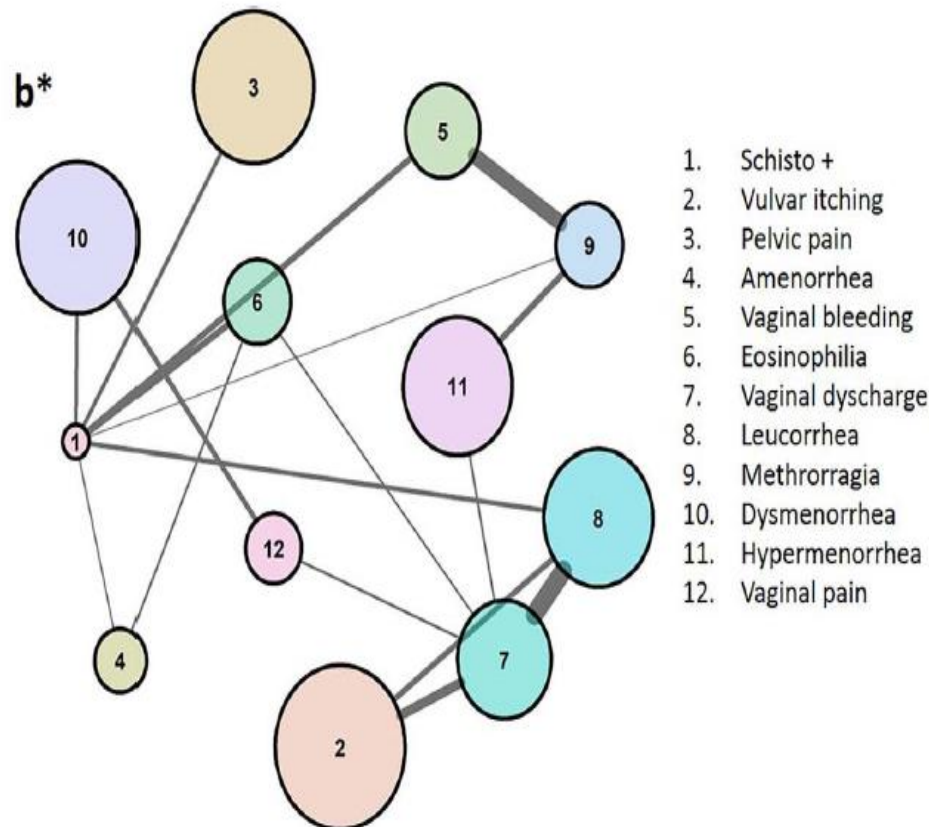 b*
3
5
10
9
6
11
1
8
12
7
4
2
1. Schisto +
2. Vulvar itching
3. Pelvic pain
4. Amenorrhea
5. Vaginal bleeding
6. Eosinophilia
7. Vaginal dyscharge
8. Leucorrhea
9. Methrorragia
10. Dysmenorrhea
11. Hypermenorrhea
12. Vaginal pain